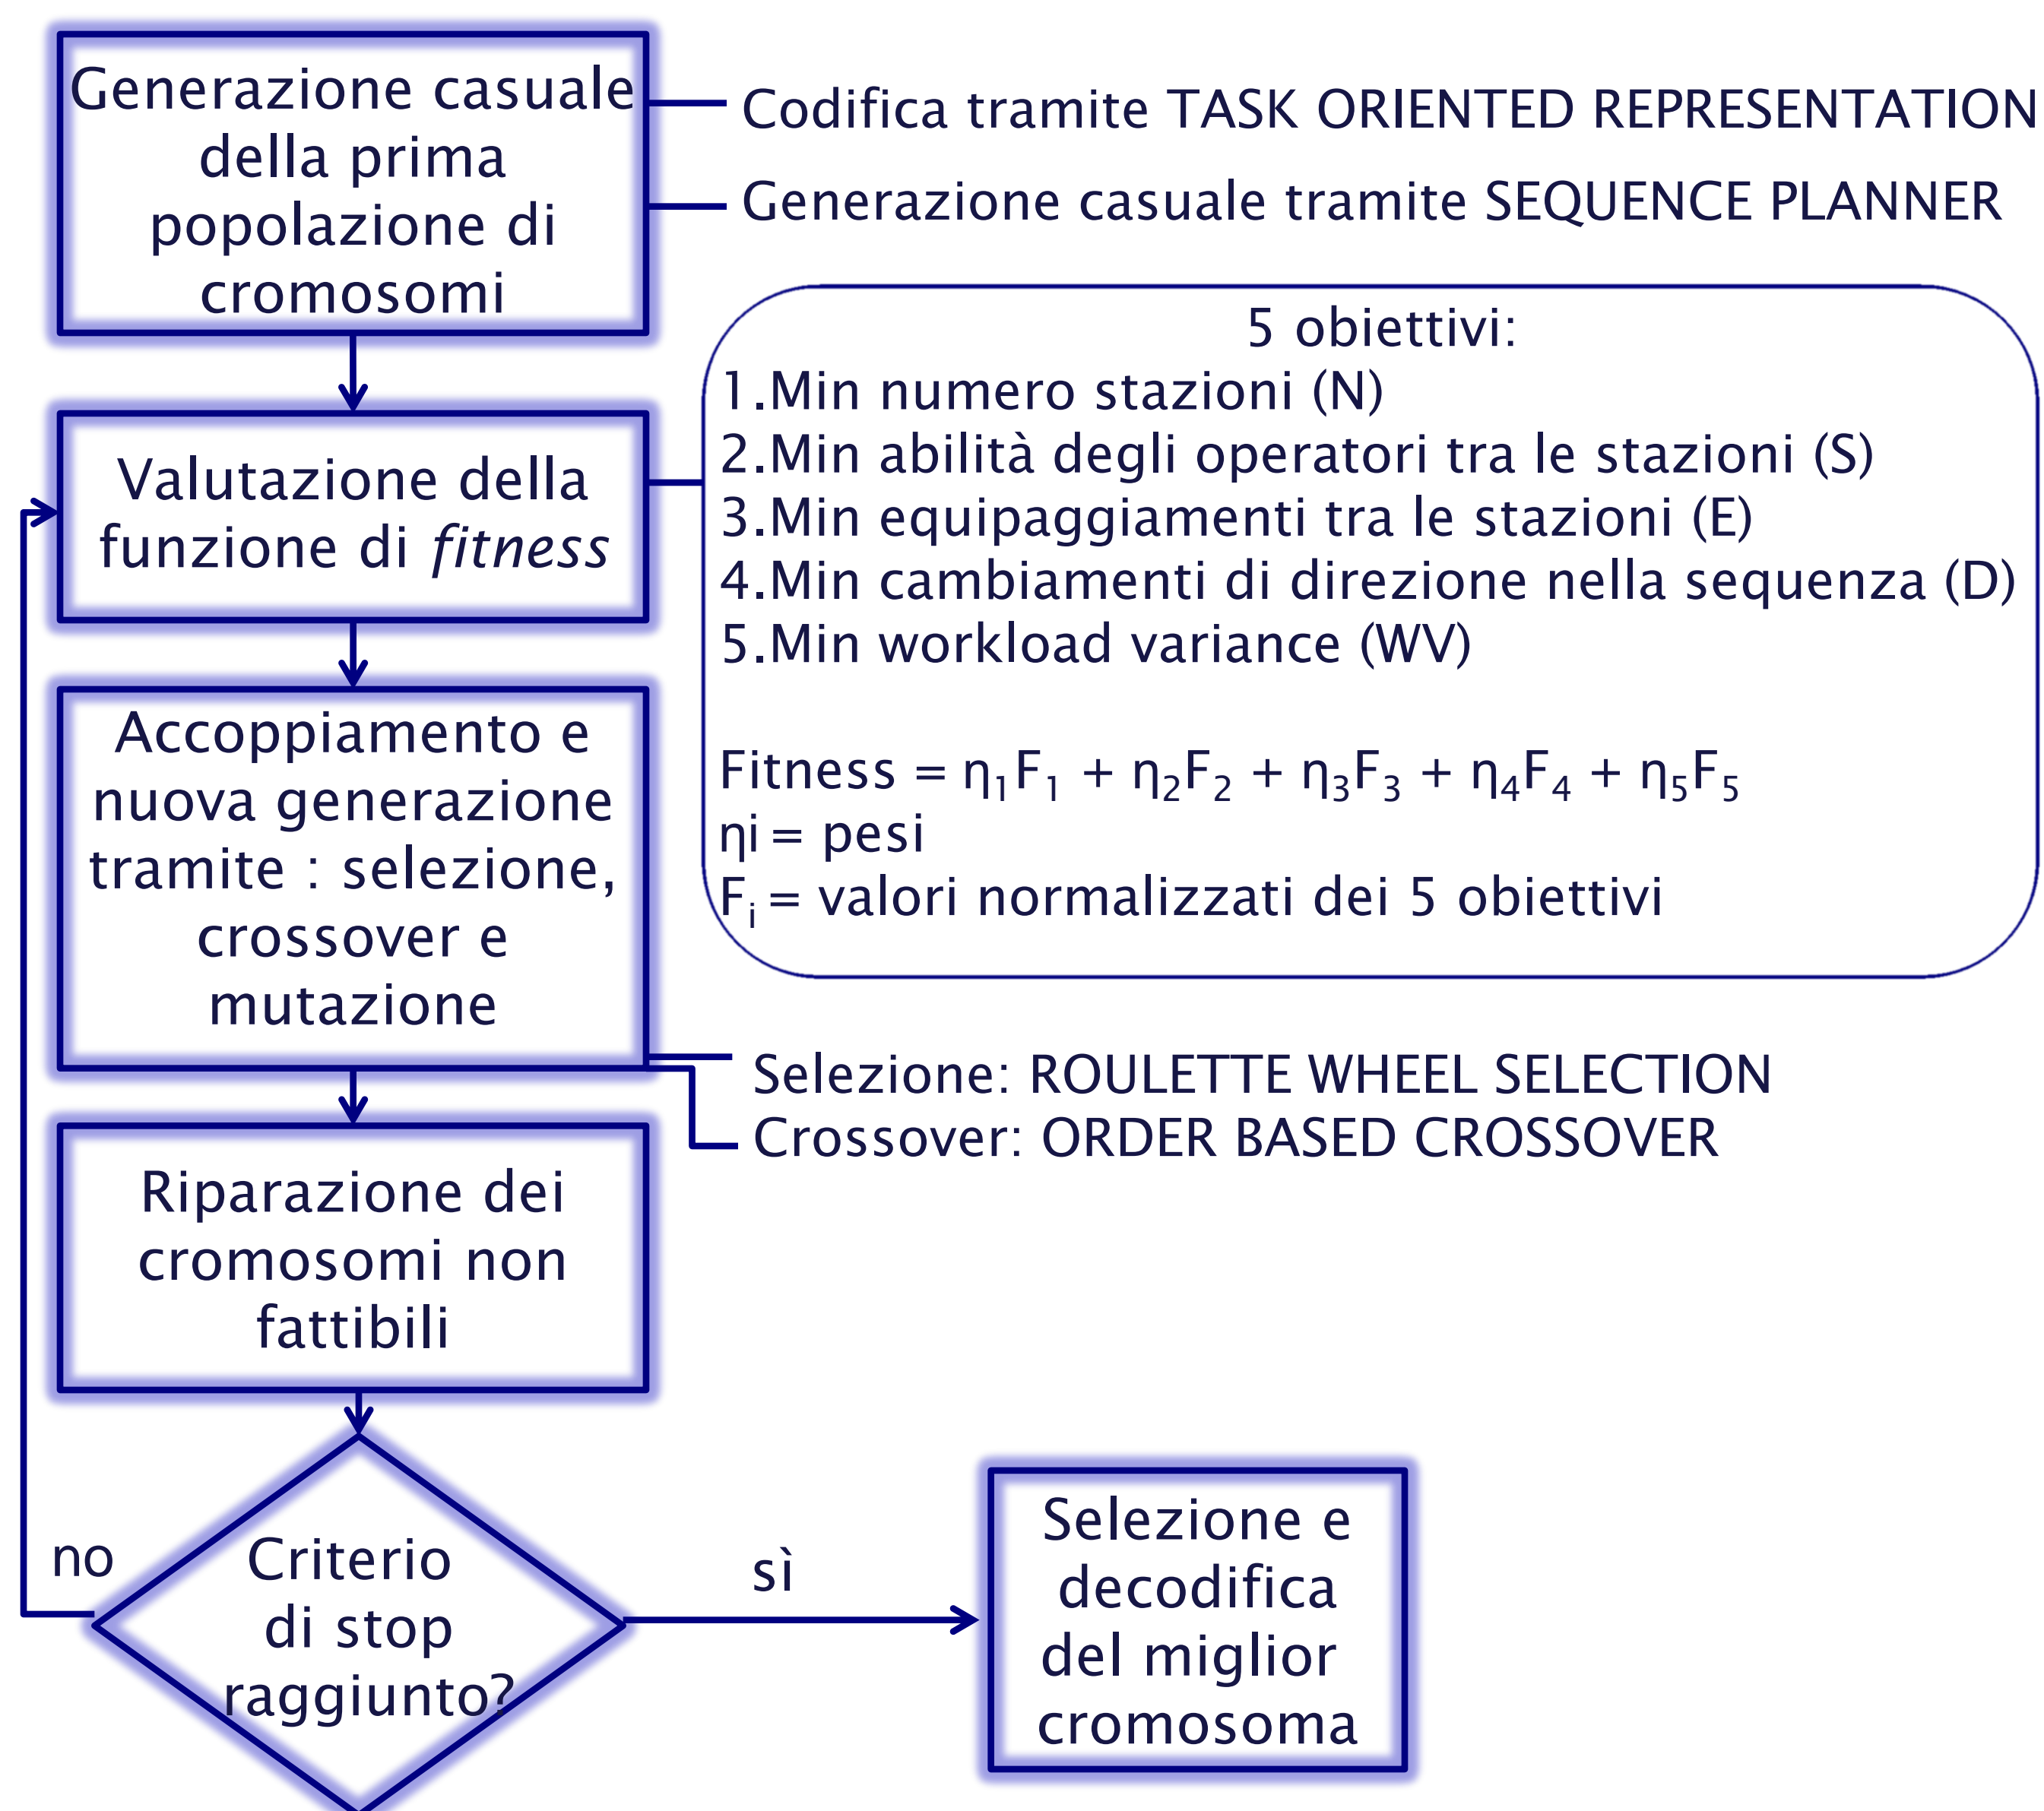 Generazione casuale
della prima
popolazione di
cromosomi
Codifica tramite TASK ORIENTED REPRESENTATION
Generazione casuale tramite SEQUENCE PLANNER
Valutazione della
funzione di fitness
5 obiettivi:
1.Min numero stazioni (N)
2.Min abilità degli operatori tra le stazioni (S)
3.Min equipaggiamenti tra le stazioni (E)
4.Min cambiamenti di direzione nella sequenza (D)
5.Min workload variance (WV)
Fitness = η₁F₁ + η₂F₂ + η₃F₃ + η₄F₄ + η₅F₅
ηi = pesi
Fᵢ = valori normalizzati dei 5 obiettivi
Accoppiamento e
nuova generazione
tramite : selezione,
crossover e
mutazione
Selezione: ROULETTE WHEEL SELECTION
Crossover: ORDER BASED CROSSOVER
Riparazione dei
cromosomi non
fattibili
Criterio
di stop
raggiunto?
no
sì
Selezione e
decodifica
del miglior
cromosoma